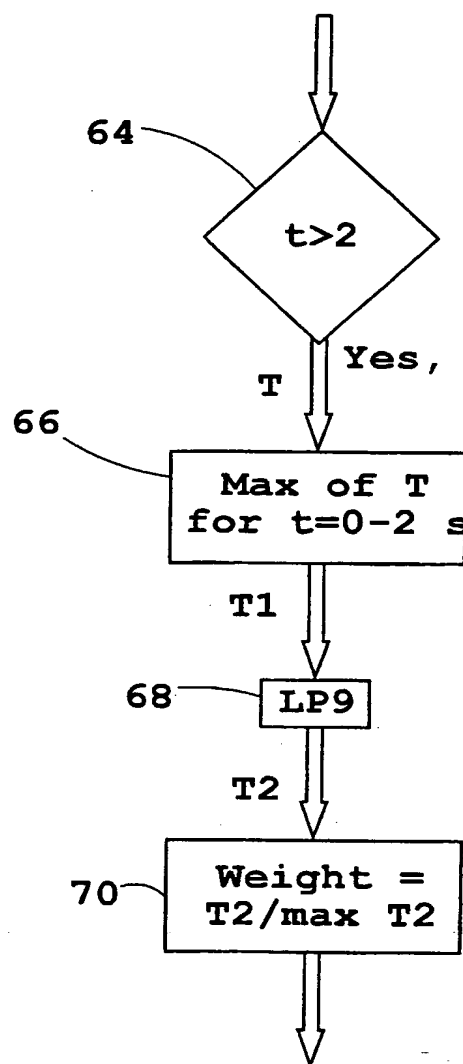 64
t>2
Yes,
T
66
Max of T
for t=0-2 s
T1
68
LP9
T2
70
Weight =
T2/max T2